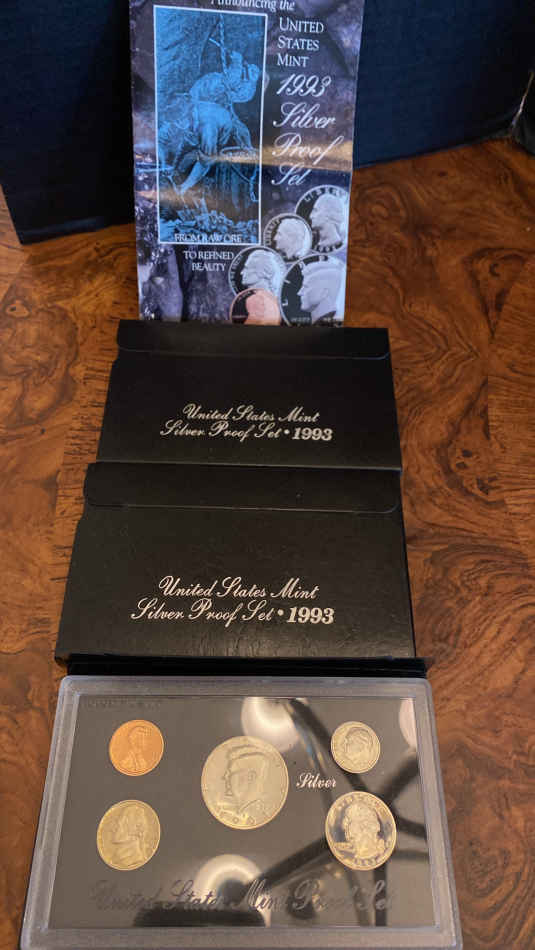 Announcing the
UNITED
STATES
MINT
1993
Silver
Proof
Set
FROM RAW ORE
TO REFINED
BEAUTY
LIBERTY
United States Mint
Silver Proof Set • 1993
United States Mint
Silver Proof Set • 1993
Silver
United States Mint Proof Set